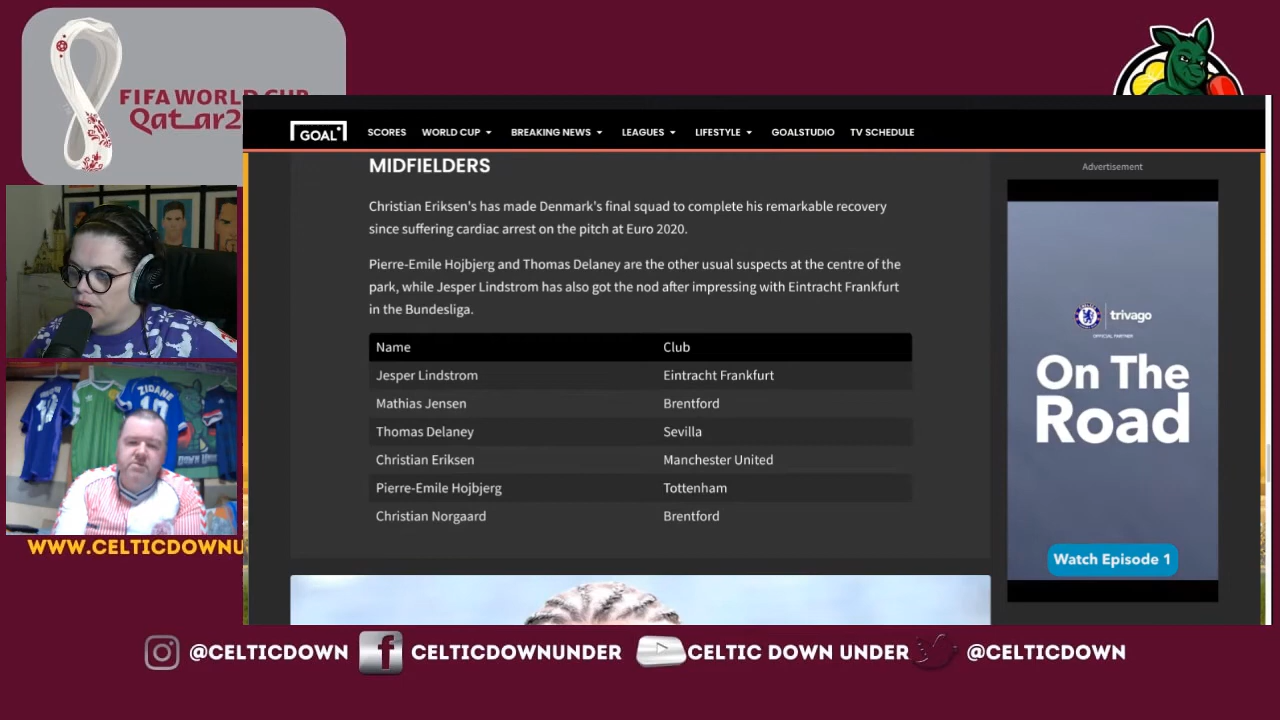 FIFA WORLD CUP
Qatar2
GOAL
SCORES WORLD CUP BREAKING NEWS LEAGUES LIFESTYLE GOALSTUDIO TV SCHEDULE
MIDFIELDERS
Christian Eriksen's has made Denmark's final squad to complete his remarkable recovery
since suffering cardiac arrest on the pitch at Euro 2020.
Pierre-Emile Hojbjerg and Thomas Delaney are the other usual suspects at the centre of the
park, while Jesper Lindstrom has also got the nod after impressing with Eintracht Frankfurt
in the Bundesliga.
Name Club
Jesper Lindstrom Eintracht Frankfurt
Mathias Jensen Brentford
Thomas Delaney Sevilla
Christian Eriksen Manchester United
Pierre-Emile Hojbjerg Tottenham
Christian Norgaard Brentford
Advertisement
trivago
On The
Road
Watch Episode 1
ZIDANE
10
WWW.CELTICDOWNU
@CELTICDOWN CELTICDOWNUNDER CELTIC DOWN UNDER @CELTICDOWN